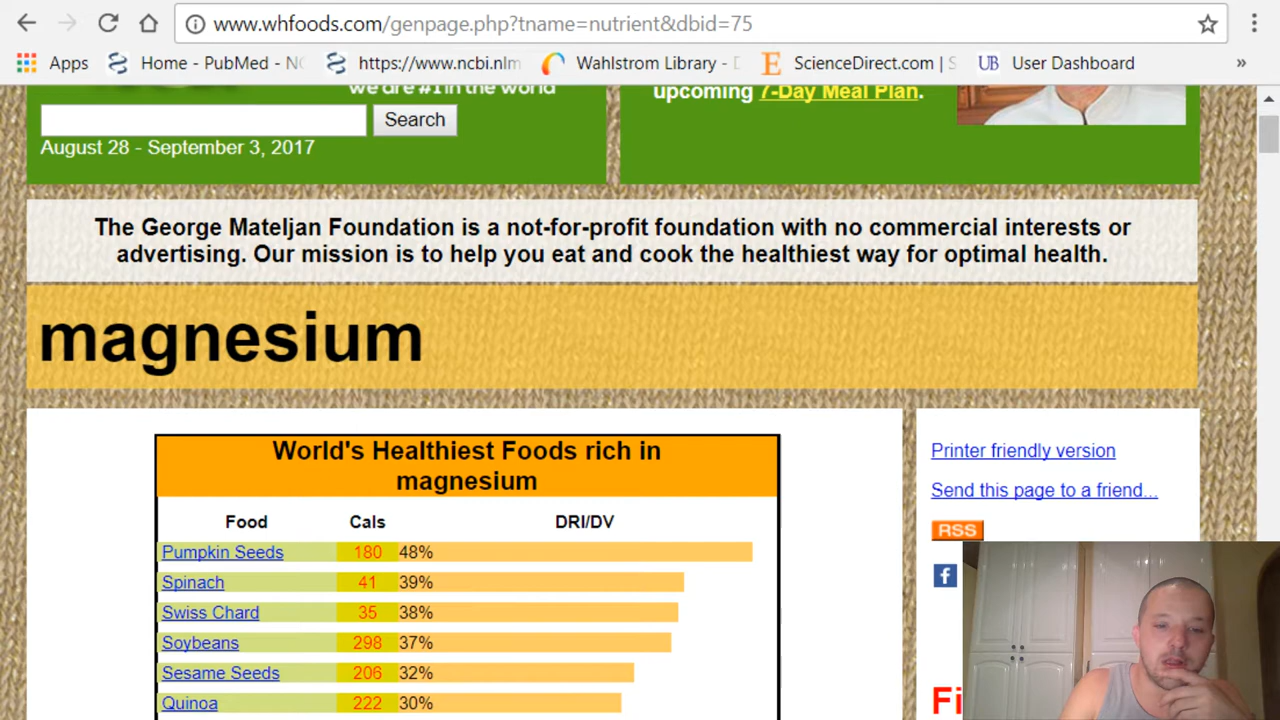 www.whfoods.com/genpage.php?tname=nutrient&dbid=75
Apps Home - PubMed - NC https://www.ncbi.nlm Wahlstrom Library - D ScienceDirect.com | S UB User Dashboard »
we are #1 in the world
upcoming 7-Day Meal Plan.
Search
August 28 - September 3, 2017
The George Mateljan Foundation is a not-for-profit foundation with no commercial interests or
advertising. Our mission is to help you eat and cook the healthiest way for optimal health.
magnesium
World's Healthiest Foods rich in
magnesium
Food Cals DRI/DV
Pumpkin Seeds 180 48%
Spinach 41 39%
Swiss Chard 35 38%
Soybeans 298 37%
Sesame Seeds 206 32%
Quinoa 222 30%
Printer friendly version
Send this page to a friend...
RSS
f
Fi